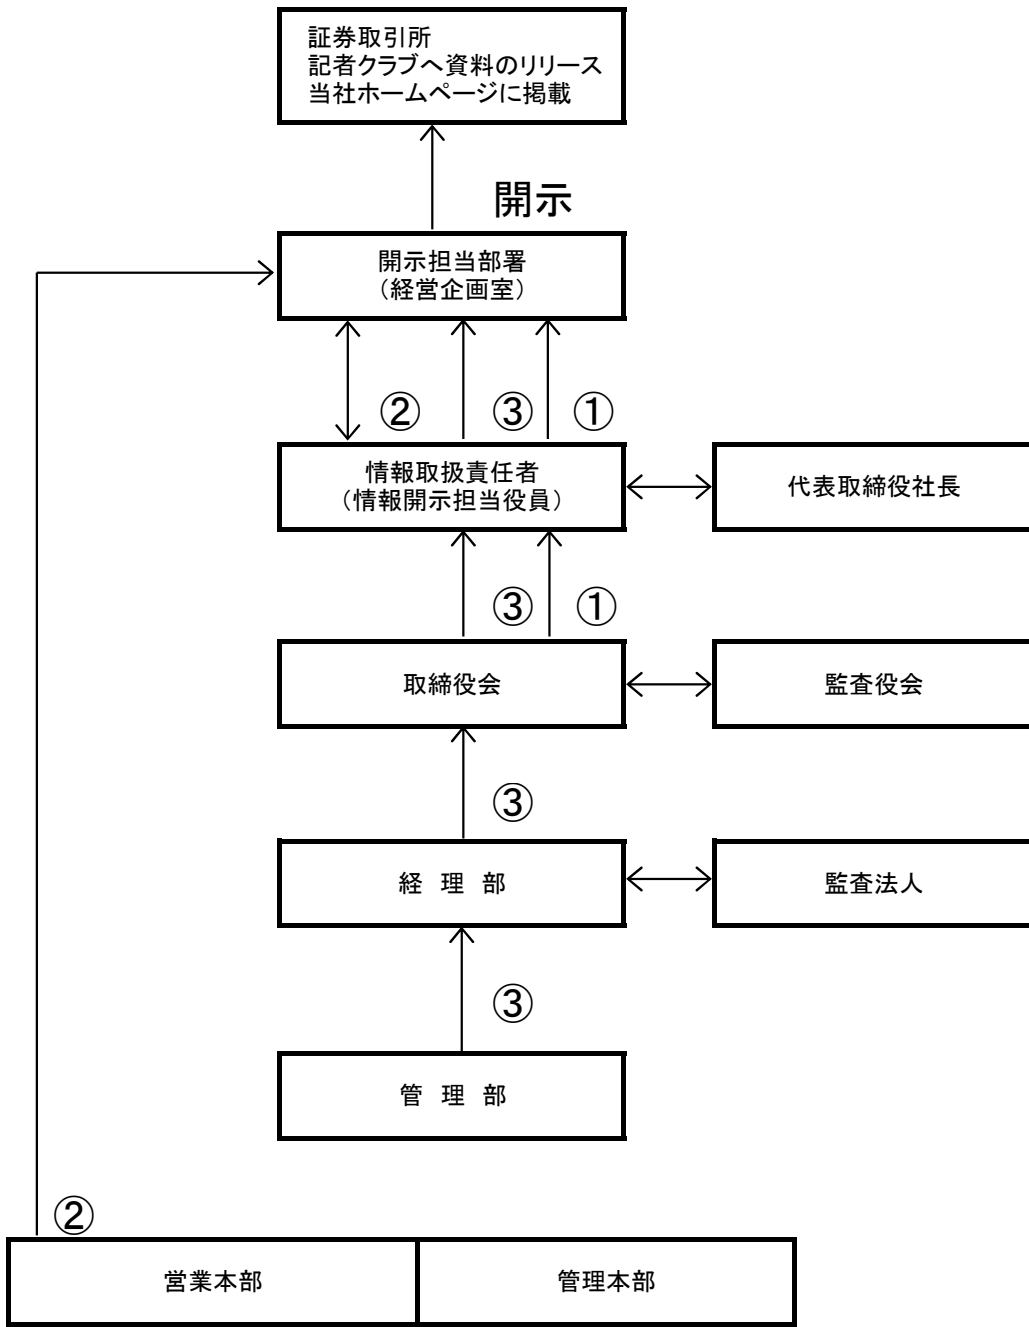 証券取引所
記者クラブへ資料のリリース
当社ホームページに掲載
開示
開示担当部署
（経営企画室）
② ③ ①
情報取扱責任者
（情報開示担当役員）
代表取締役社長
③ ①
取締役会
監査役会
③
経 理 部
監査法人
③
管 理 部
②
営業本部
管理本部